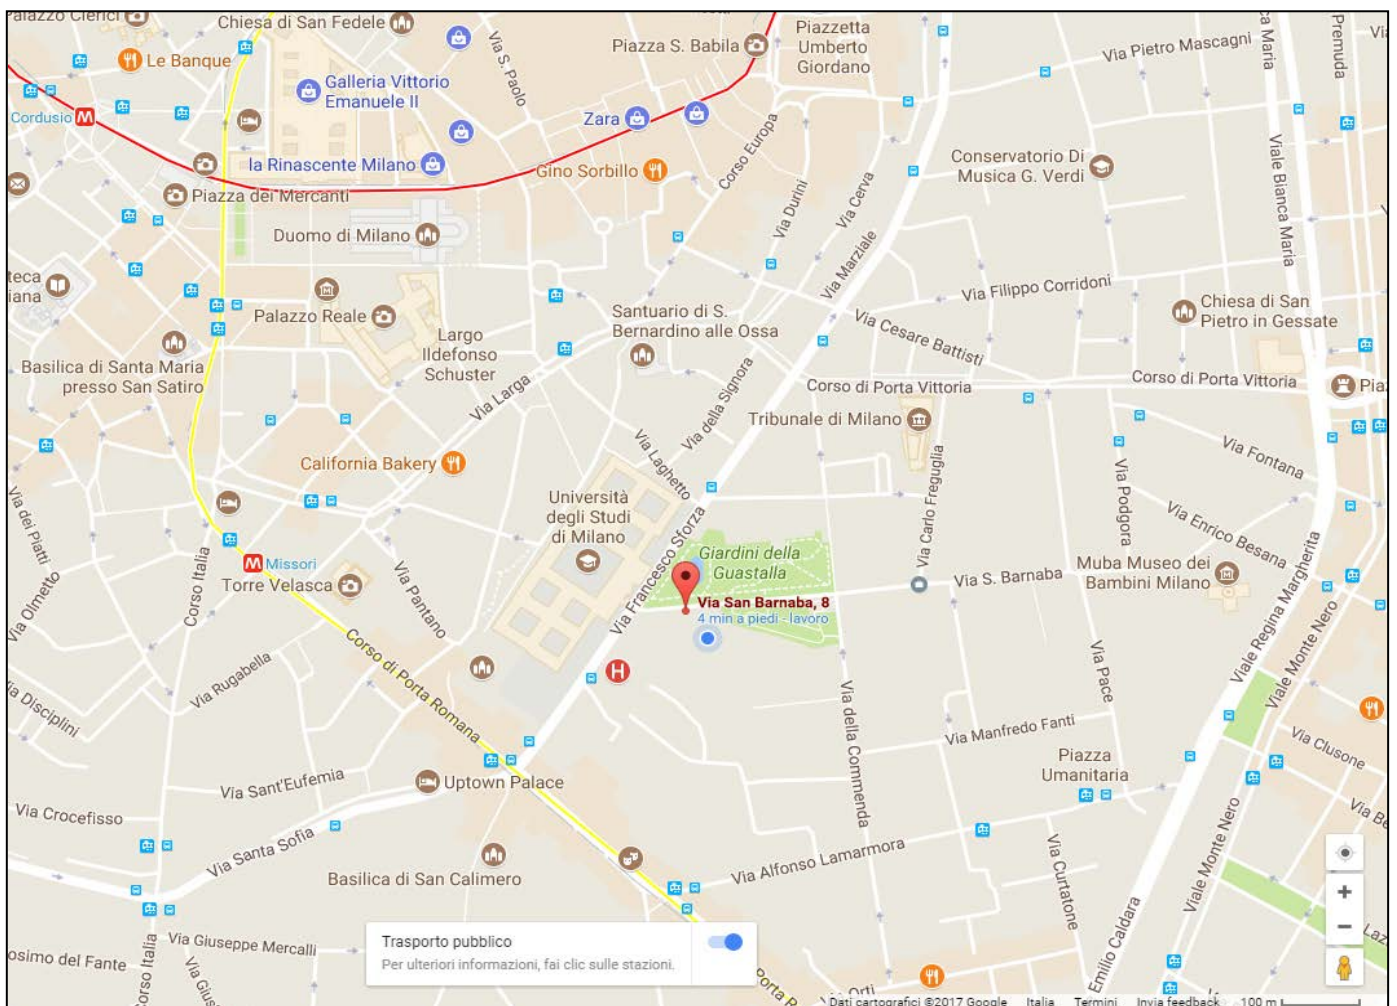 Palazzo Clerici
Chiesa di San Fedele
Le Banque
Via S. Paolo
Piazza S. Babila
Piazzetta
Umberto
Giordano
Via Pietro Mascagni
Premuda
Galleria Vittorio
Emanuele II
Cordusio
M
Zara
la Rinascente Milano
Gino Sorbillo
Corso Europa
Conservatorio Di
Musica G. Verdi
Viale Bianca Maria
Piazza dei Mercanti
Via Durini
Via Cerva
Duomo di Milano
Via Marziale
teca
iana
Via Filippo Corridoni
Palazzo Reale
Largo
Ildefonso
Schuster
Santuario di S.
Bernardino alle Ossa
Via Cesare Battisti
Chiesa di San
Pietro in Gessate
Basilica di Santa Maria
presso San Satiro
Via Larga
Via della Signora
Corso di Porta Vittoria
Corso di Porta Vittoria
Tribunale di Milano
California Bakery
Via Laghetto
Via Fontana
Via dei Piatti
Università
degli Studi
di Milano
Via Francesco Sforza
Via Carlo Freguglia
Via Podgora
Via Enrico Besana
Giardini della
Guastalla
M
Missori
Torre Velasca
Via Olmetto
Corso Italia
Via Pantano
Via San Barnaba, 8
4 min a piedi - lavoro
Via S. Barnaba
Muba Museo dei
Bambini Milano
Viale Regina Margherita
Viale Monte Nero
H
Via Rugabella
Corso di Porta Romana
Via Disciplini
Via della Commenda
Via Pace
Via Manfredo Fanti
Via Clusone
Piazza
Umanitaria
Uptown Palace
Via Sant'Eufemia
Via Crocefisso
Via Santa Sofia
Via Alfonso Lamarmora
Via Curtatone
Viale Monte Nero
Basilica di San Calimero
Via Giuseppe Mercalli
osimo del Fante
Corso Italia
Trasporto pubblico
Per ulteriori informazioni, fai clic sulle stazioni.
Emilio Caldara
+
−
Dati cartografici ©2017 Google Italia Termini Invia feedback 100 m